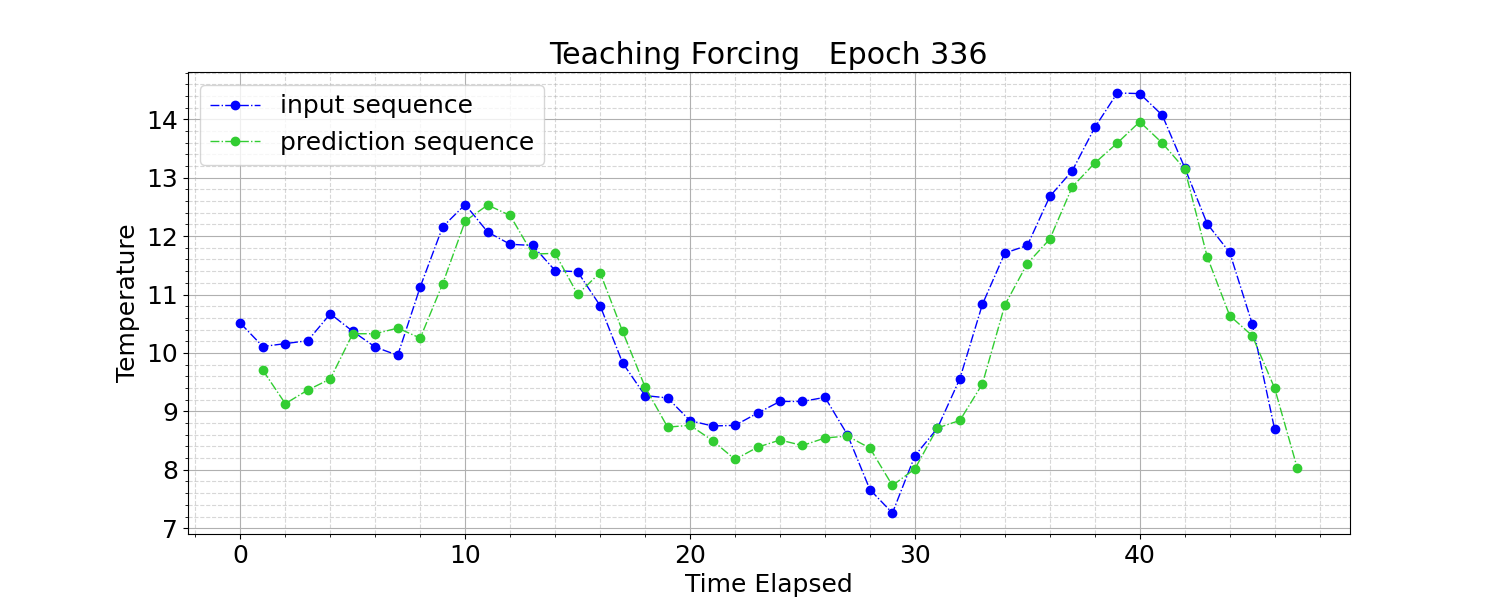 Teaching Forcing   Epoch 336
input sequence
prediction sequence
Temperature
14
13
12
11
10
9
8
7
0 10 20 30 40
Time Elapsed